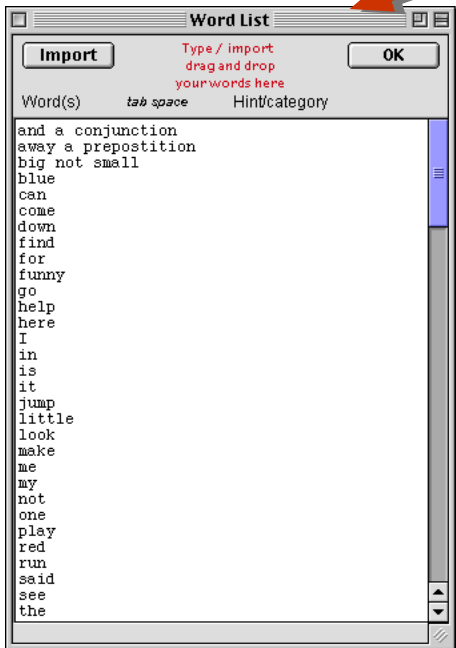 Word List
Import
Type / import
drag and drop
your words here
OK
Word(s) tab space Hint/category
and a conjunction
away a prepostition
big not small
blue
can
come
down
find
for
funny
go
help
here
I
in
is
it
jump
little
look
make
me
my
not
one
play
red
run
said
see
the